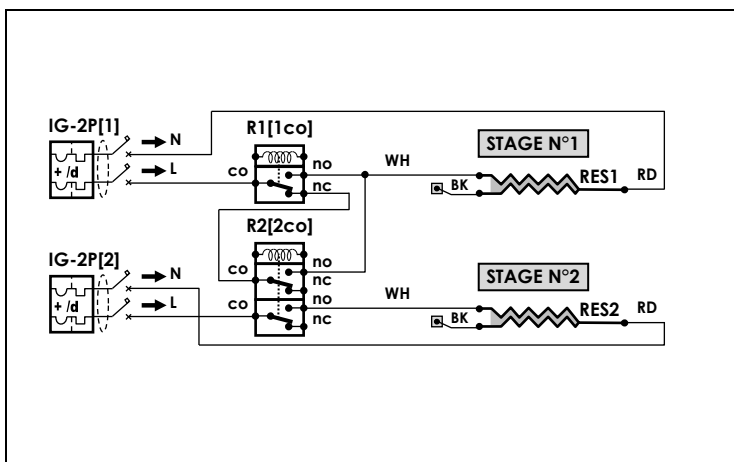 IG-2P[1]
N
L
+ /d
R1[1co]
co
no
nc
WH
STAGE N°1
BK
RES1
RD
R2[2co]
co
no
nc
IG-2P[2]
N
L
+ /d
co
no
nc
WH
STAGE N°2
BK
RES2
RD